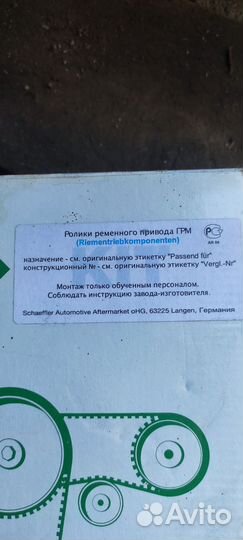 Ролики ременного привода ГРМ
(Riementriebkomponenten)
назначение - см. оригинальную этикетку "Passend für"
конструкционный № - см. оригинальную этикетку "Vergl.-Nr"
Монтаж только обученным персоналом.
Соблюдать инструкцию завода-изготовителя.
Schaeffler Automotive Aftermarket oHG, 63225 Langen, Германия
Avito